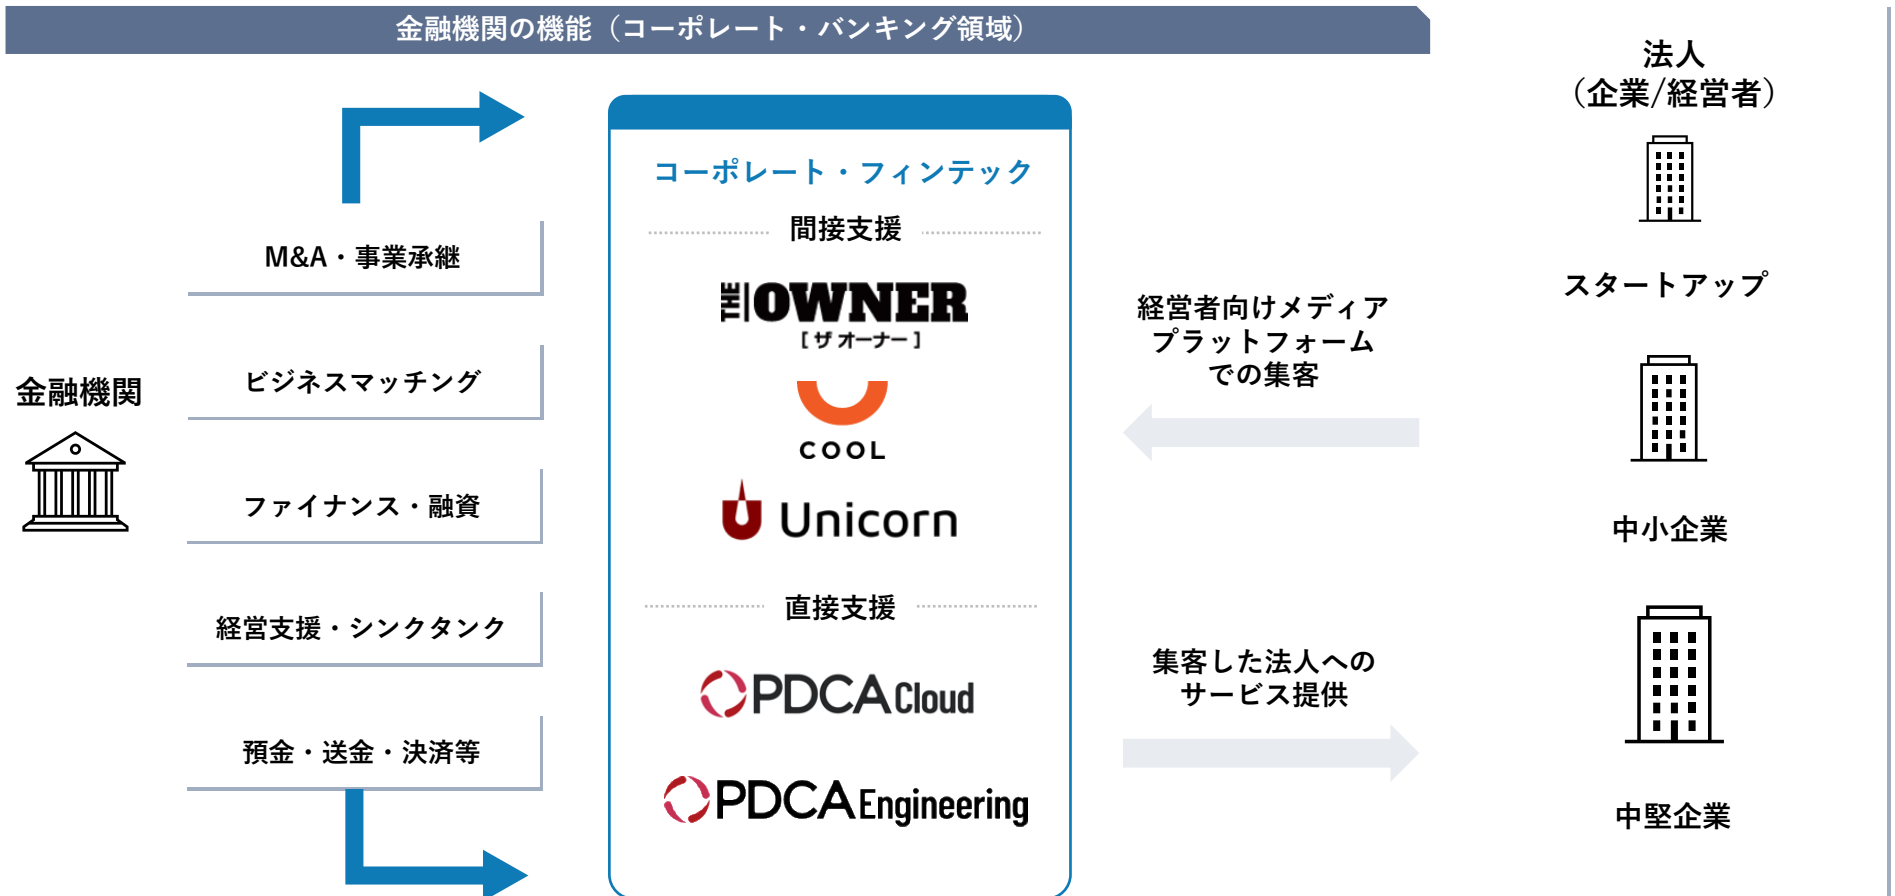 金融機関の機能（コーポレート・バンキング領域）
金融機関
M&A・事業承継
ビジネスマッチング
ファイナンス・融資
経営支援・シンクタンク
預金・送金・決済等
コーポレート・フィンテック
間接支援
THE OWNER
[ ザ オーナー ]
COOL
Unicorn
直接支援
PDCA Cloud
PDCA Engineering
経営者向けメディア
プラットフォーム
での集客
集客した法人への
サービス提供
法人
（企業/経営者）
スタートアップ
中小企業
中堅企業